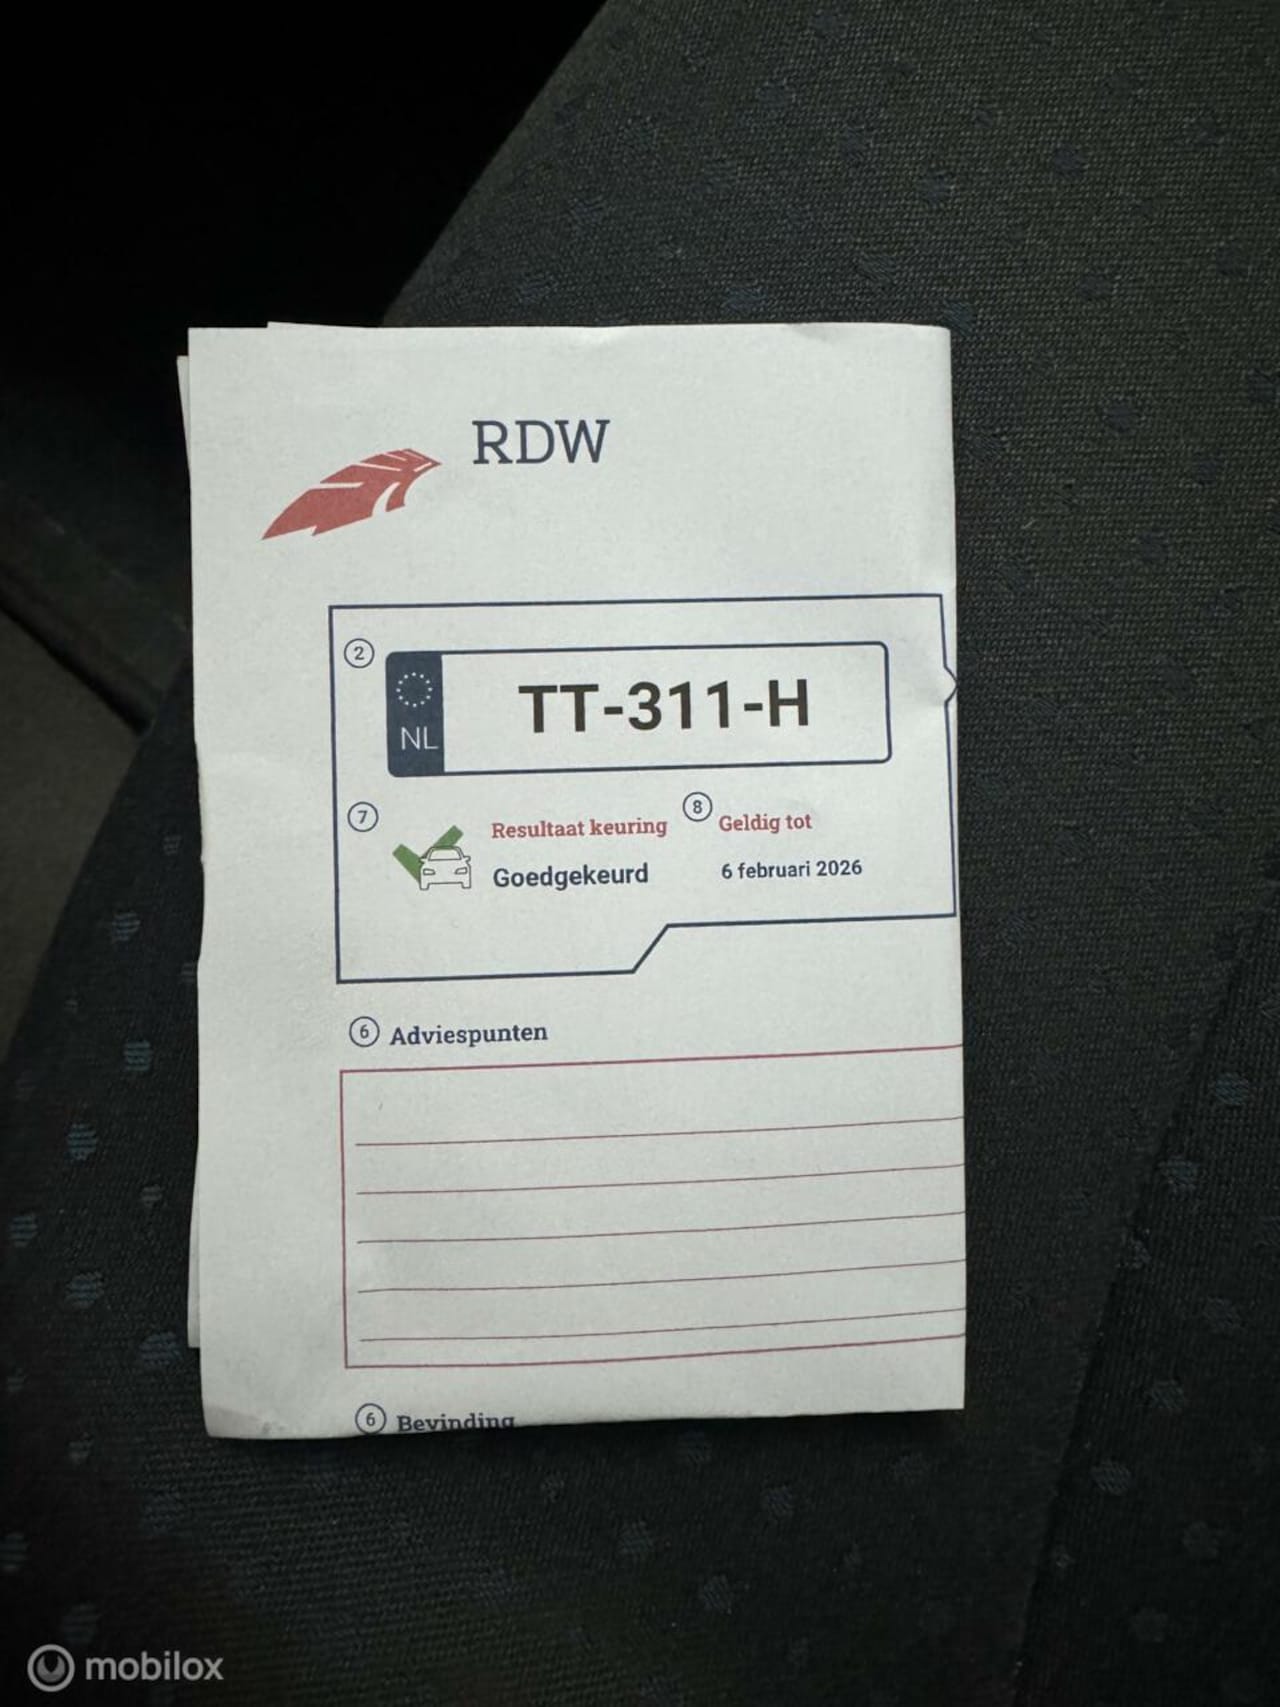 RDW
2
NL
TT-311-H
7
Resultaat keuring
8
Geldig tot
Goedgekeurd
6 februari 2026
6 Adviespunten
6 Bevinding
mobilox